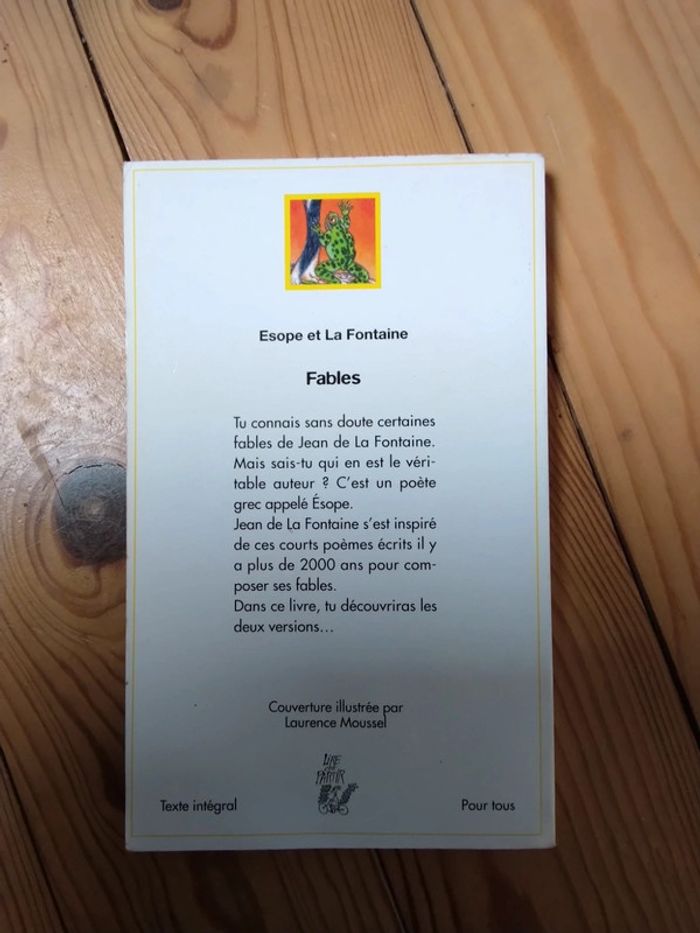 Esope et La Fontaine
Fables
Tu connais sans doute certaines
fables de Jean de La Fontaine.
Mais sais-tu qui en est le véri-
table auteur ? C'est un poète
grec appelé Ésope.
Jean de La Fontaine s'est inspiré
de ces courts poèmes écrits il y
a plus de 2000 ans pour com-
poser ses fables.
Dans ce livre, tu découvriras les
deux versions...
Couverture illustrée par
Laurence Moussel
LIRE
PARTIR
Texte intégral
Pour tous